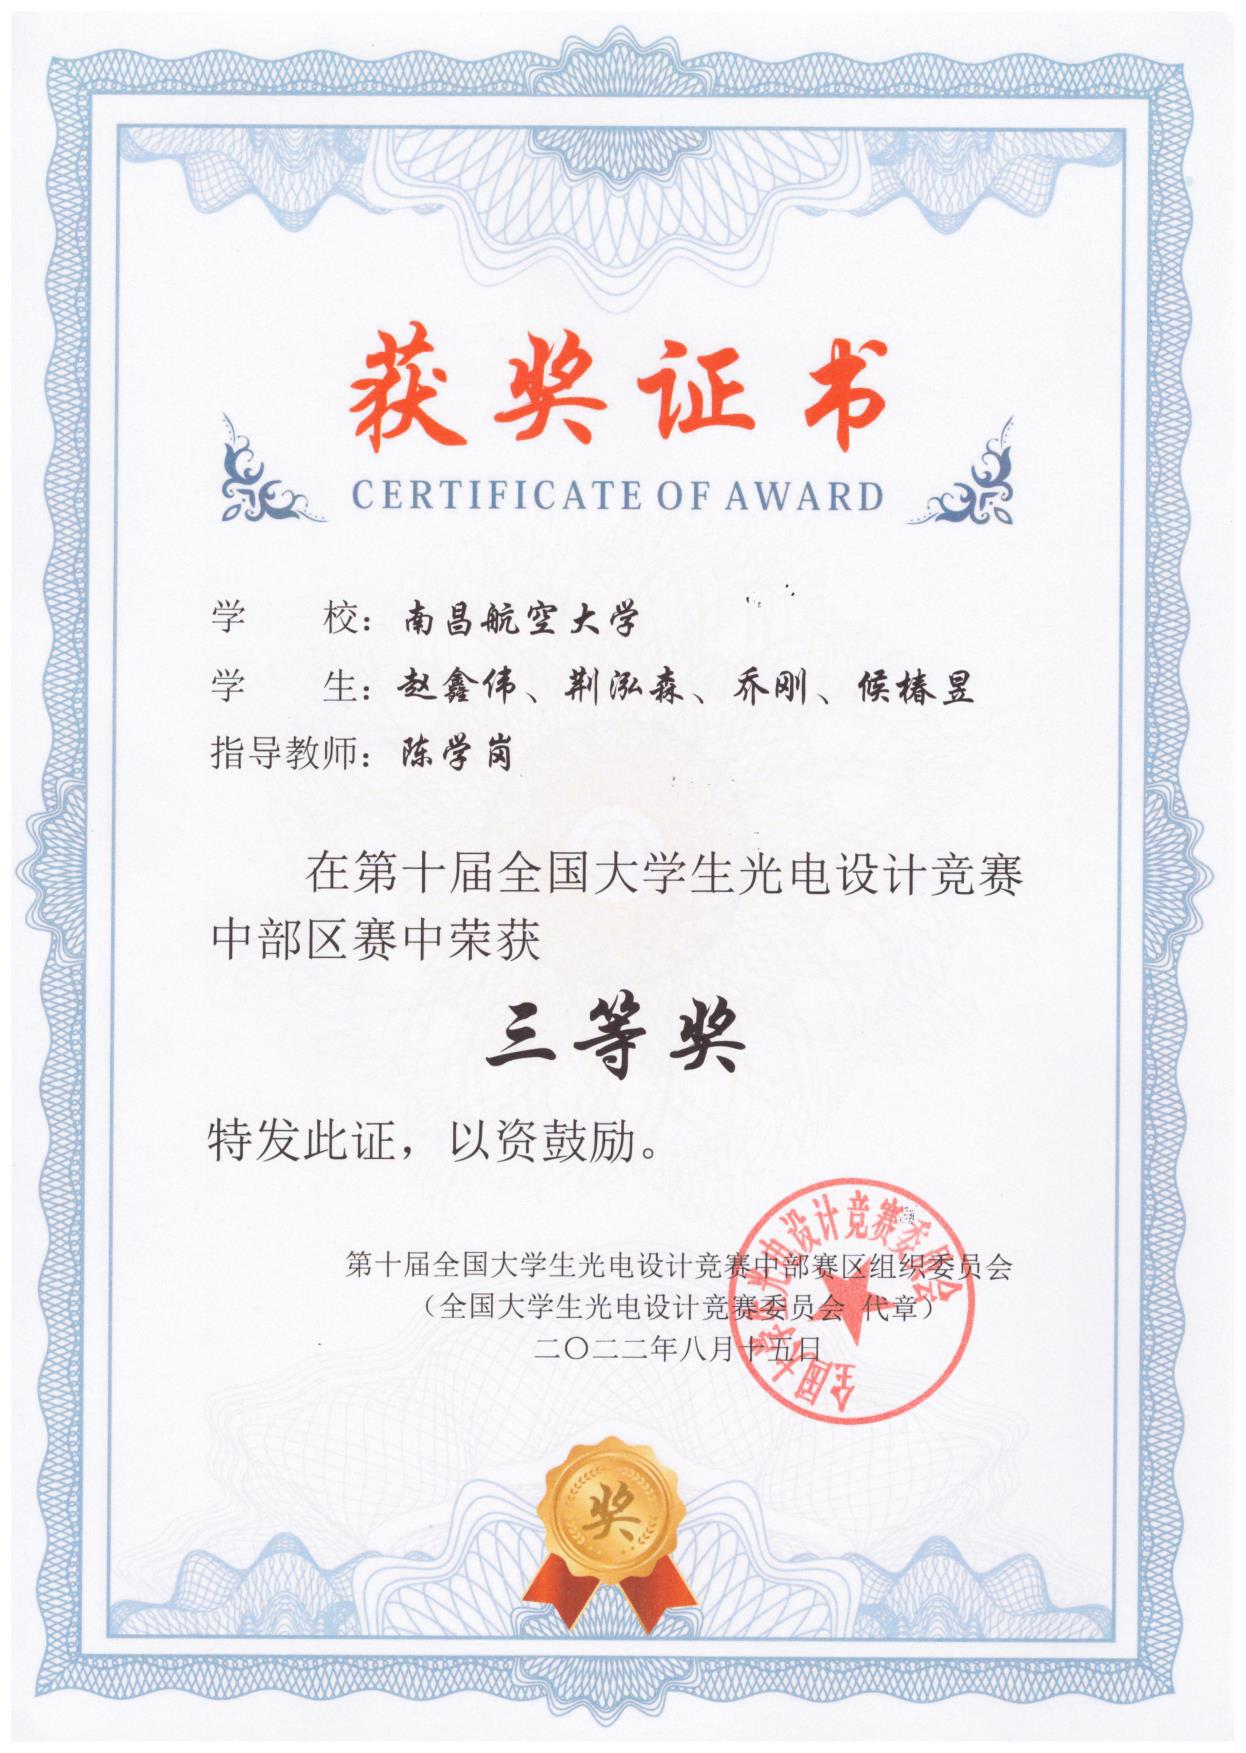 获奖证书
CERTIFICATE OF AWARD
学 校：南昌航空大学
学 生：赵鑫伟、荆泓森、乔刚、候椿昱
指导教师：陈学岗
在第十届全国大学生光电设计竞赛
中部区赛中荣获
三等奖
特发此证，以资鼓励。
第十届全国大学生光电设计竞赛中部赛区组织委员会
（全国大学生光电设计竞赛委员会 代章）
二〇二二年八月十五日
全国大学生光电设计竞赛委员会
奖